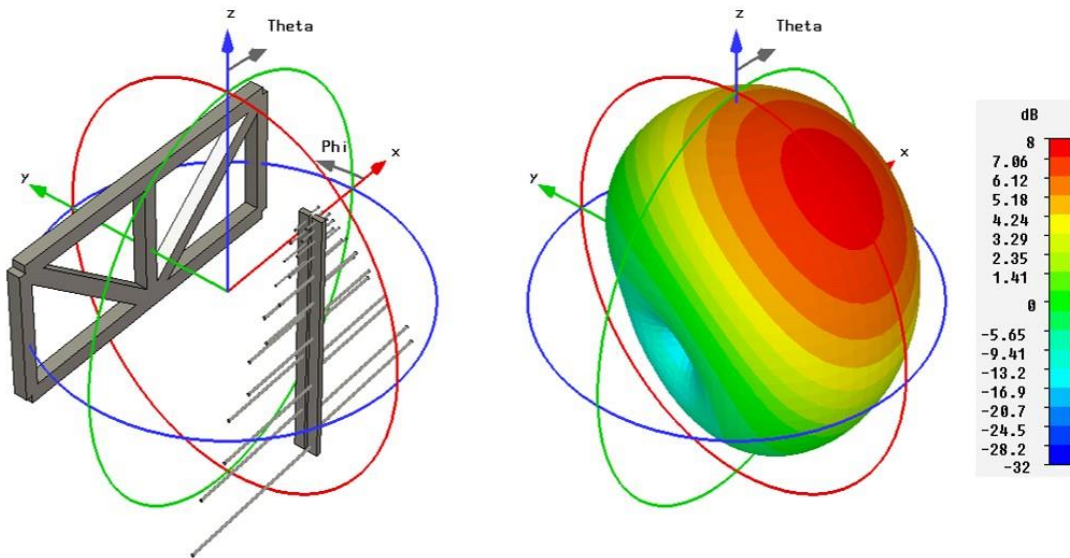 z
Theta
Phi
x
y
z
Theta
x
y
dB
8
7.06
6.12
5.18
4.24
3.29
2.35
1.41
0
-5.65
-9.41
-13.2
-16.9
-20.7
-24.5
-28.2
-32